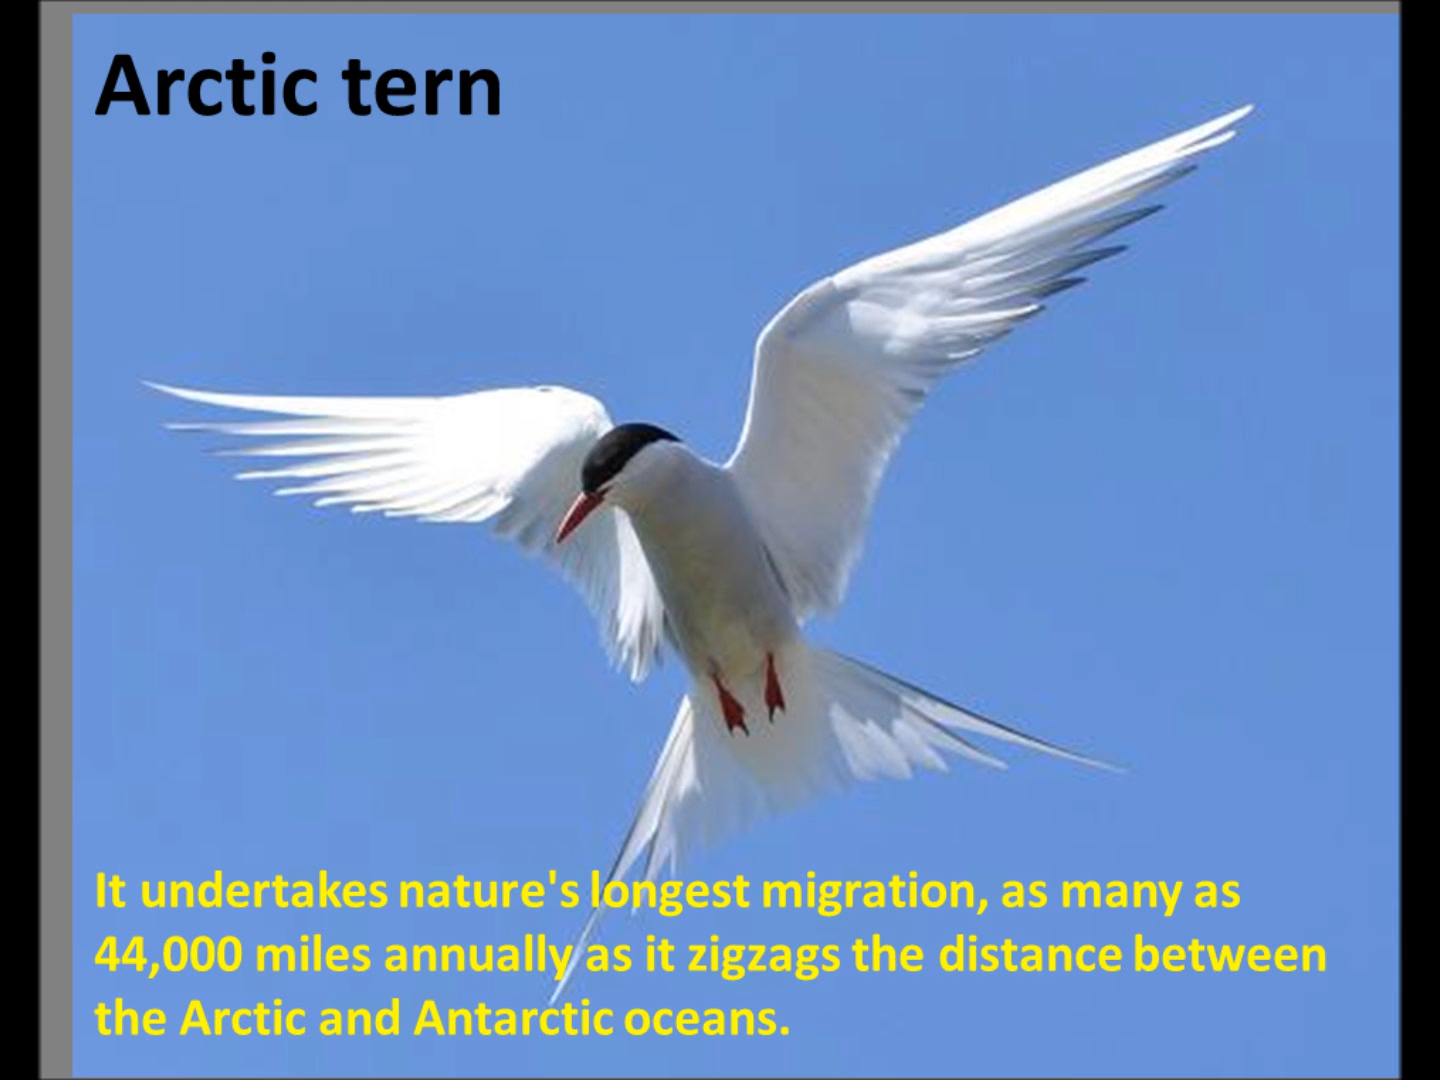 Arctic tern
It undertakes nature's longest migration, as many as
44,000 miles annually as it zigzags the distance between
the Arctic and Antarctic oceans.